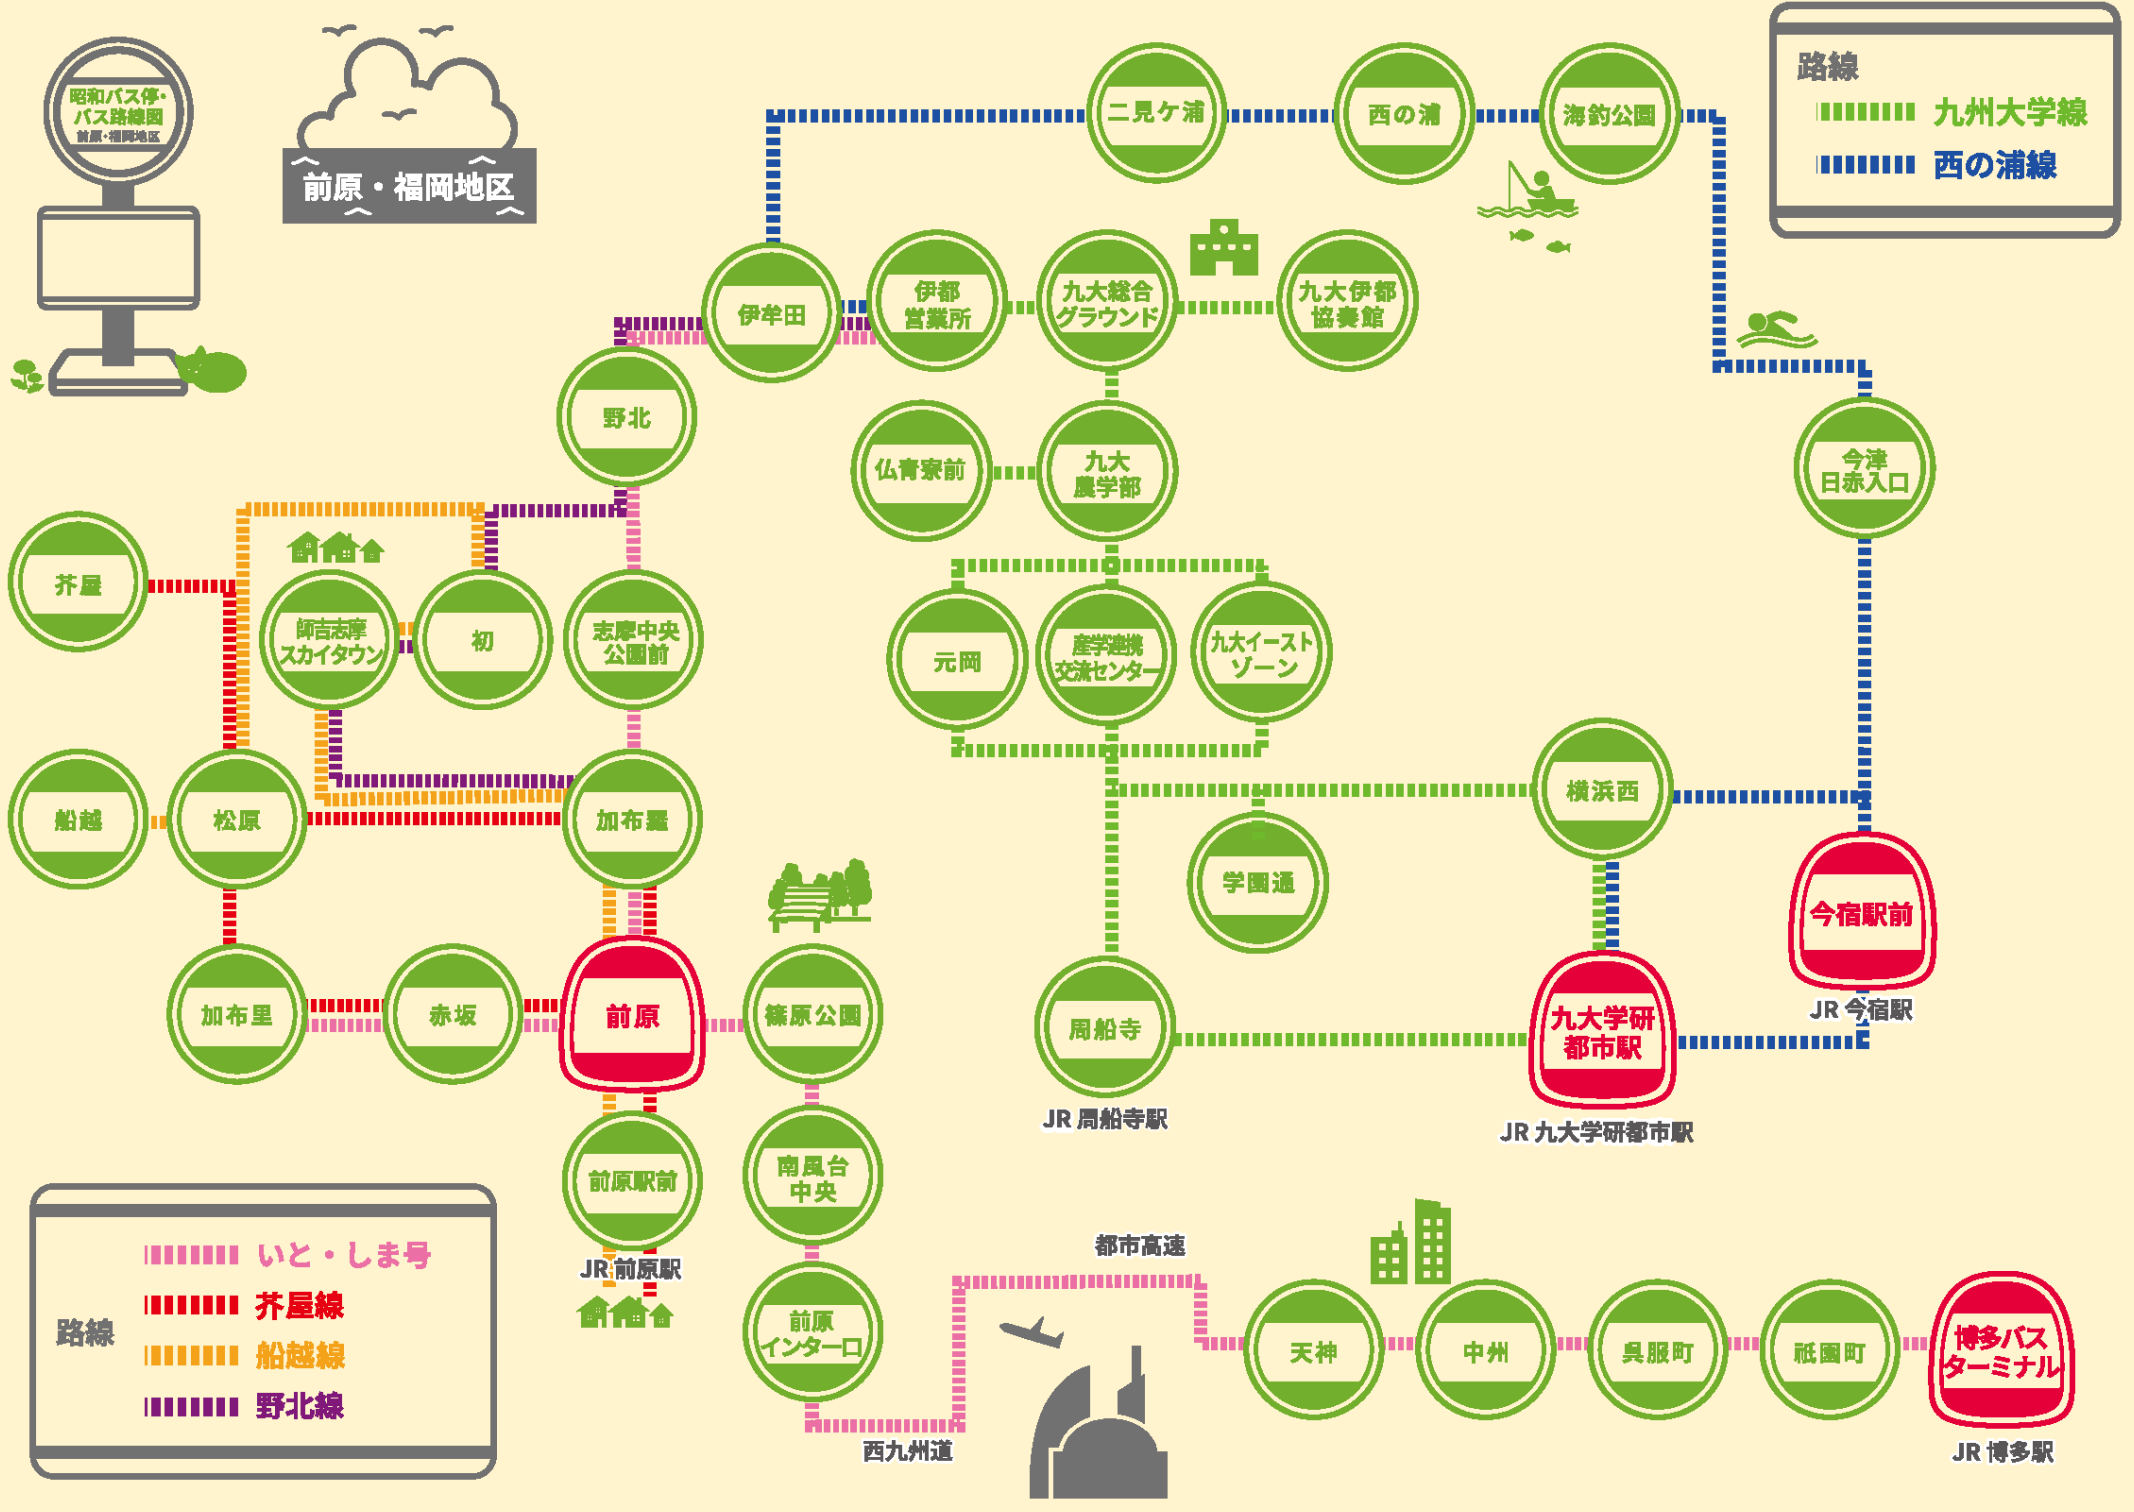 昭和バス停・
バス路線図
前原・福岡地区
前原・福岡地区
路線
九州大学線
西の浦線
二見ケ浦
西の浦
海釣公園
伊牟田
伊都
営業所
九大総合
グラウンド
九大伊都
協奏館
野北
仏青寮前
九大
農学部
今津
日赤入口
芥屋
師吉志摩
スカイタウン
初
志摩中央
公園前
元岡
産学連携
交流センター
九大イースト
ゾーン
船越
松原
加布羅
横浜西
学園通
今宿駅前
JR 今宿駅
加布里
赤坂
前原
篠原公園
周船寺
JR 周船寺駅
九大学研
都市駅
JR 九大学研都市駅
前原駅前
JR 前原駅
南風台
中央
前原
インター口
西九州道
都市高速
天神
中州
呉服町
祇園町
博多バス
ターミナル
JR 博多駅
路線
いと・しま号
芥屋線
船越線
野北線